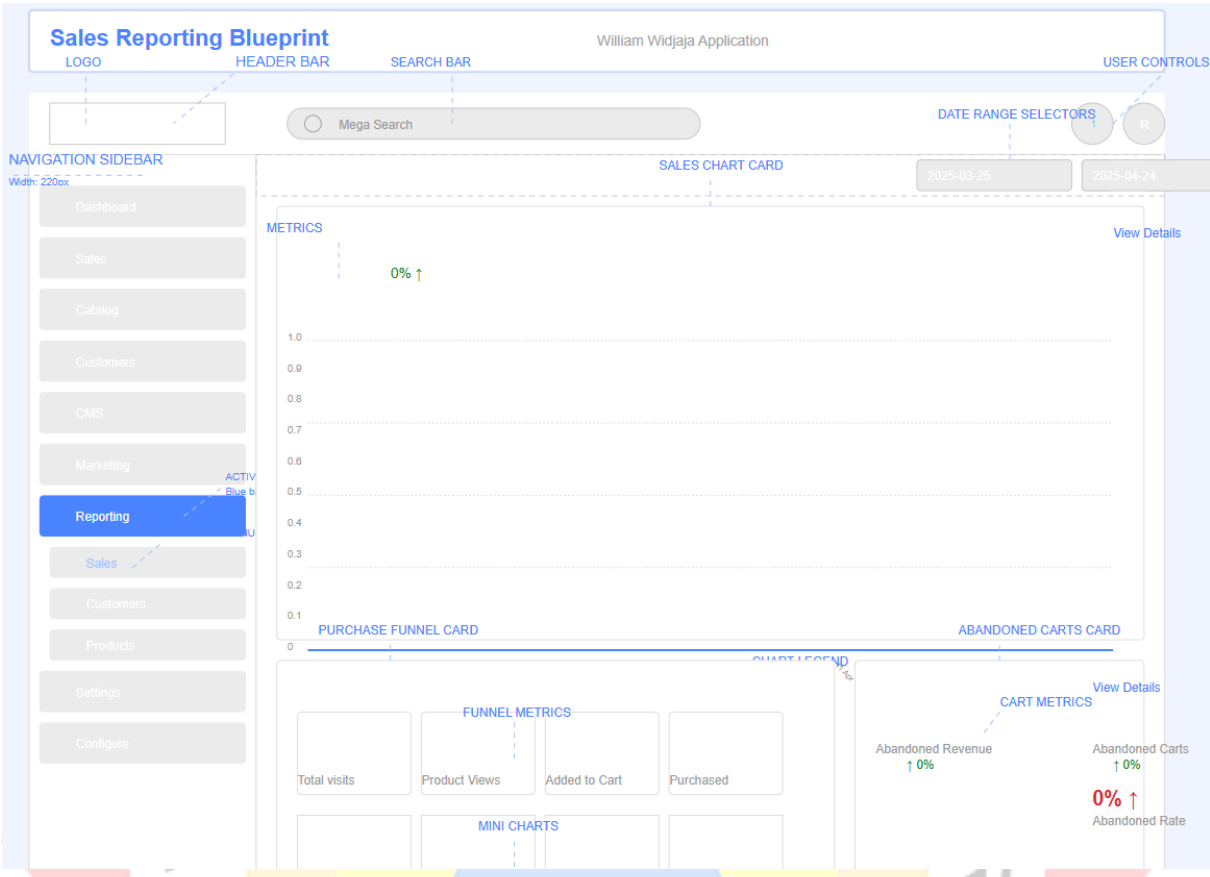 Sales Reporting Blueprint
William Widjaja Application
LOGO
HEADER BAR
SEARCH BAR
USER CONTROLS
DATE RANGE SELECTORS
Mega Search
R
NAVIGATION SIDEBAR
Width: 220px
SALES CHART CARD
2025-03-25
2025-04-24
Dashboard
METRICS
View Details
Sales
0% ↑
Catalog
1.0
Customers
0.9
0.8
CMS
0.7
Marketing
0.6
ACTIV
Blue b
0.5
Reporting
0.4
Sales
0.3
0.2
Customers
0.1
PURCHASE FUNNEL CARD
ABANDONED CARTS CARD
Products
0
CHART LEGEND
Apr
Settings
View Details
CART METRICS
FUNNEL METRICS
Configure
Abandoned Revenue
↑ 0%
Abandoned Carts
↑ 0%
Total visits
Product Views
Added to Cart
Purchased
0% ↑
Abandoned Rate
MINI CHARTS